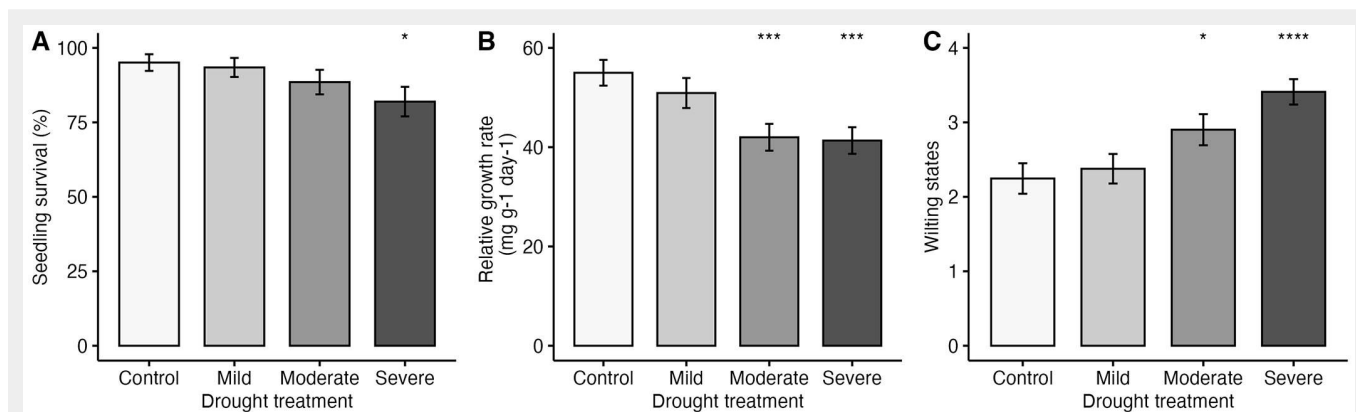 A
100
75
50
25
0
Seedling survival (%)
*
Control Mild Moderate Severe
Drought treatment
B
60
40
20
0
Relative growth rate
(mg g-1 day-1)
*** ***
Control Mild Moderate Severe
Drought treatment
C
4
3
2
1
0
Wilting states
* ****
Control Mild Moderate Severe
Drought treatment